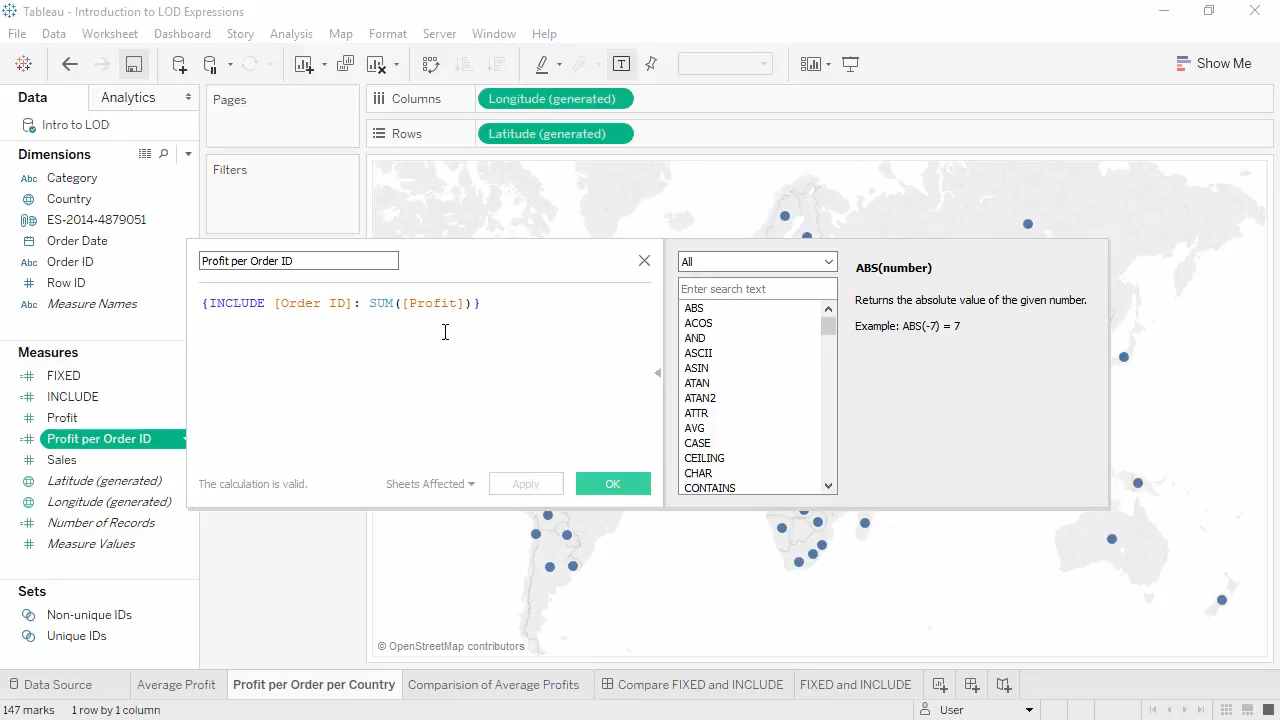 Tableau - Introduction to LOD Expressions
File Data Worksheet Dashboard Story Analysis Map Format Server Window Help
Show Me
Data Analytics
Intro to LOD
Dimensions
Abc Category
Country
ES-2014-4879051
Order Date
Abc Order ID
Row ID
Abc Measure Names
Measures
FIXED
INCLUDE
Profit
Profit per Order ID
Sales
Latitude (generated)
Longitude (generated)
Number of Records
Measure Values
Sets
Non-unique IDs
Unique IDs
Pages
Filters
Columns Longitude (generated)
Rows Latitude (generated)
Profit per Order ID
{INCLUDE [Order ID]: SUM([Profit])}
The calculation is valid. Sheets Affected Apply OK
All
Enter search text
ABS
ACOS
AND
ASCII
ASIN
ATAN
ATAN2
ATTR
AVG
CASE
CEILING
CHAR
CONTAINS
ABS(number)
Returns the absolute value of the given number.
Example: ABS(-7) = 7
© OpenStreetMap contributors
Data Source Average Profit Profit per Order per Country Comparison of Average Profits Compare FIXED and INCLUDE FIXED and INCLUDE
147 marks 1 row by 1 column User